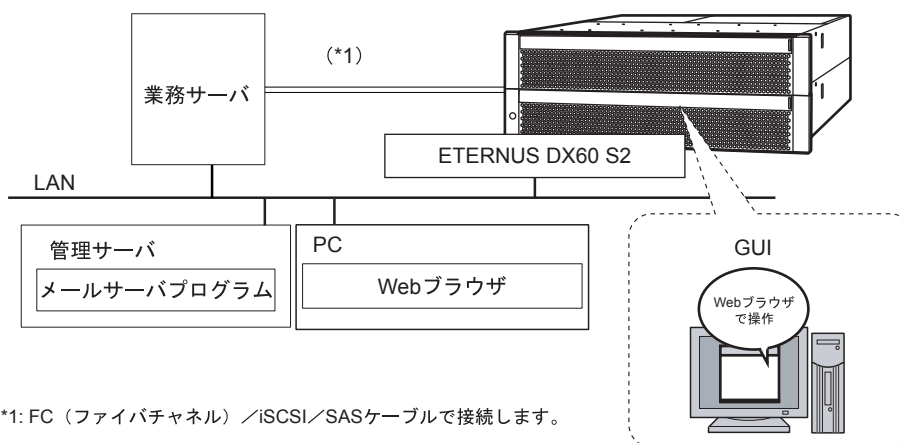 (*1)
業務サーバ
ETERNUS DX60 S2
LAN
管理サーバ
メールサーバプログラム
PC
Webブラウザ
GUI
Webブラウザ
で操作
*1: FC（ファイバチャネル）／iSCSI／SASケーブルで接続します。